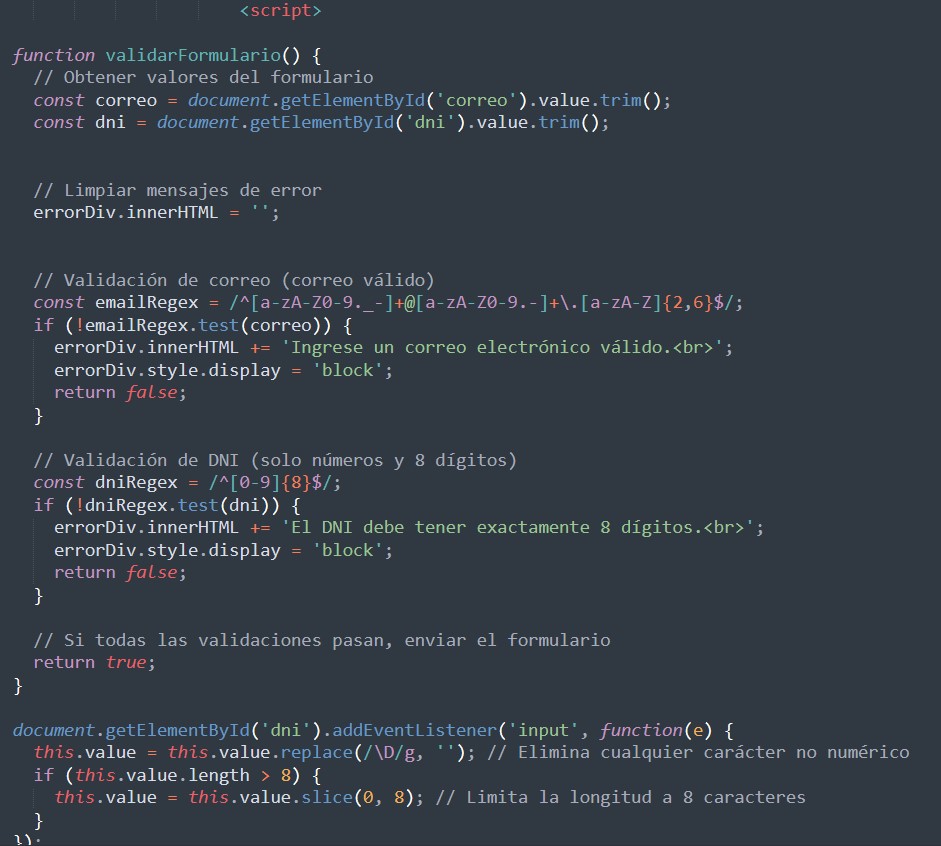 <script>
function validarFormulario() {
// Obtener valores del formulario
const correo = document.getElementById('correo').value.trim();
const dni = document.getElementById('dni').value.trim();
// Limpiar mensajes de error
errorDiv.innerHTML = '';
// Validación de correo (correo válido)
const emailRegex = /^[a-zA-Z0-9._-]+@[a-zA-Z0-9.-]+\.[a-zA-Z]{2,6}$/;
if (!emailRegex.test(correo)) {
errorDiv.innerHTML += 'Ingrese un correo electrónico válido.<br>';
errorDiv.style.display = 'block';
return false;
}
// Validación de DNI (solo números y 8 dígitos)
const dniRegex = /^[0-9]{8}$/;
if (!dniRegex.test(dni)) {
errorDiv.innerHTML += 'El DNI debe tener exactamente 8 dígitos.<br>';
errorDiv.style.display = 'block';
return false;
}
// Si todas las validaciones pasan, enviar el formulario
return true;
}
document.getElementById('dni').addEventListener('input', function(e) {
this.value = this.value.replace(/\D/g, ''); // Elimina cualquier carácter no numérico
if (this.value.length > 8) {
this.value = this.value.slice(0, 8); // Limita la longitud a 8 caracteres
}
});